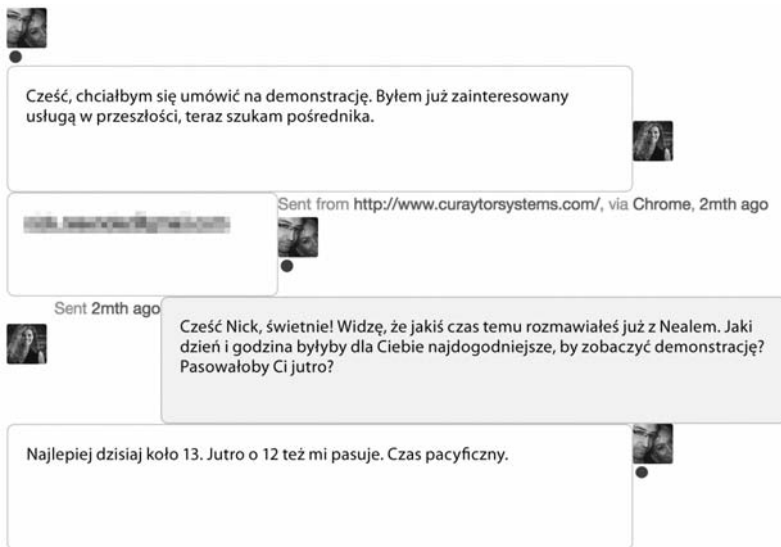 Cześć, chciałbym się umówić na demonstrację. Byłem już zainteresowany
usługą w przeszłości, teraz szukam pośrednika.
Sent from http://www.curaytorsystems.com/, via Chrome, 2mth ago
Sent 2mth ago
Cześć Nick, świetnie! Widzę, że jakiś czas temu rozmawiałeś już z Nealem. Jaki
dzień i godzina byłyby dla Ciebie najdogodniejsze, by zobaczyć demonstrację?
Pasowałoby Ci jutro?
Najlepiej dzisiaj koło 13. Jutro o 12 też mi pasuje. Czas pacyficzny.